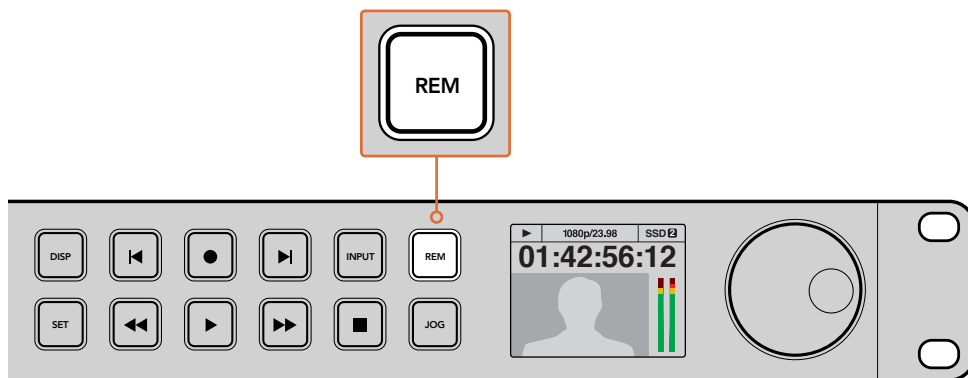 REM
DISP
INPUT
REM
1080p/23.98
SSD 2
01:42:56:12
SET
JOG